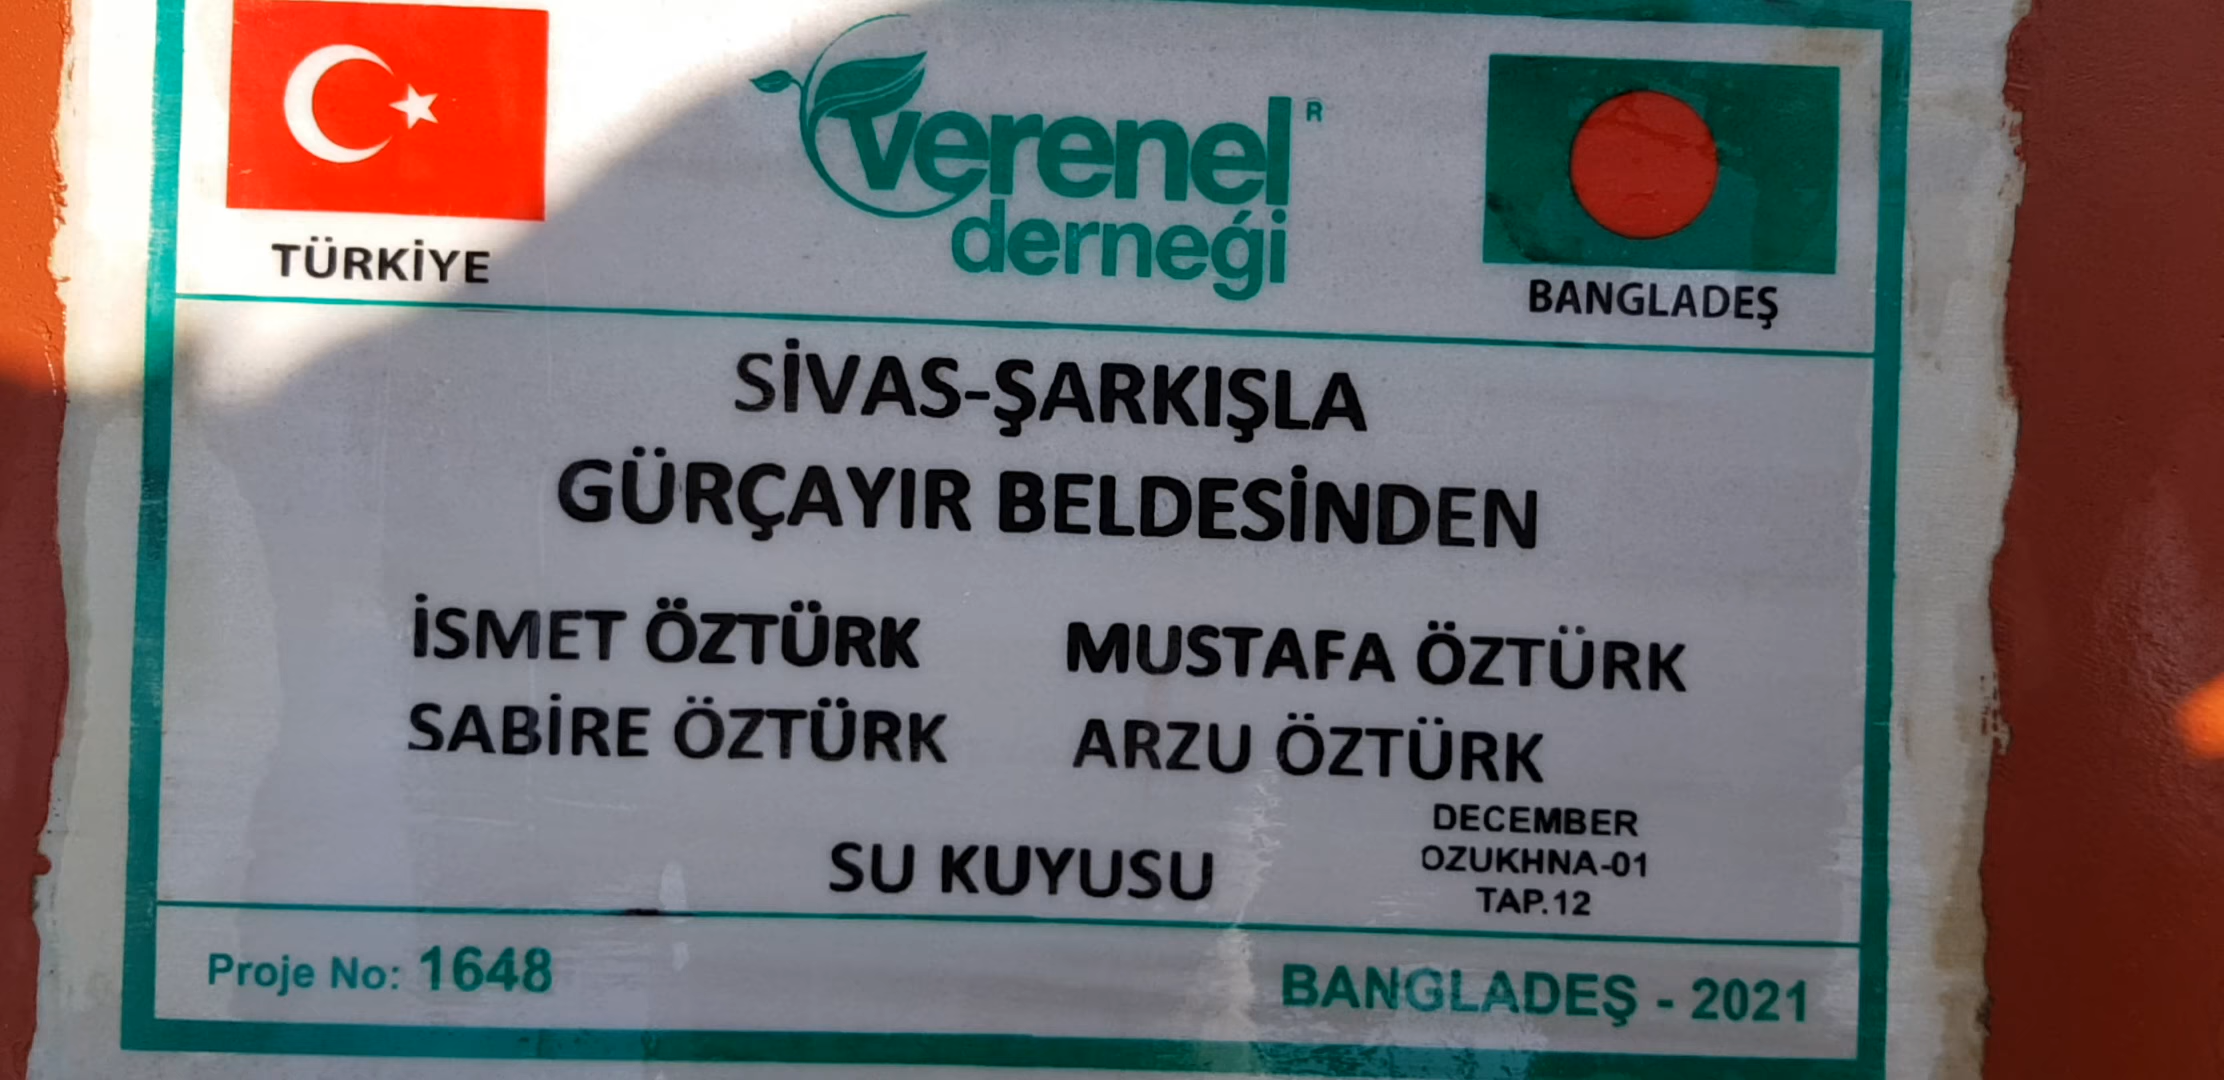 verenel®
derneği
TÜRKİYE
BANGLADEŞ
SİVAS-ŞARKIŞLA
GÜRÇAYIR BELDESİNDEN
İSMET ÖZTÜRK MUSTAFA ÖZTÜRK
SABİRE ÖZTÜRK ARZU ÖZTÜRK
SU KUYUSU
DECEMBER
OZUKHNA-01
TAP.12
Proje No: 1648
BANGLADEŞ - 2021